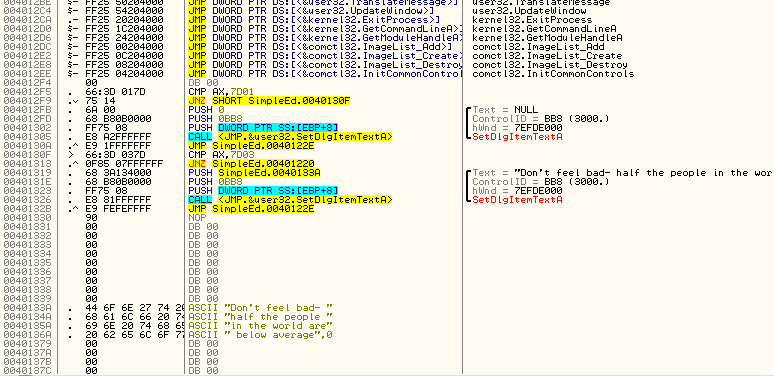 004012BE $- FF25 50204000 JMP DWORD PTR DS:[<&user32.TranslateMessage>] user32.TranslateMessage
004012C4 $- FF25 54204000 JMP DWORD PTR DS:[<&user32.UpdateWindow>] user32.UpdateWindow
004012CA .- FF25 20204000 JMP DWORD PTR DS:[<&kernel32.ExitProcess>] kernel32.ExitProcess
004012D0 $- FF25 1C204000 JMP DWORD PTR DS:[<&kernel32.GetCommandLineA>] kernel32.GetCommandLineA
004012D6 $- FF25 24204000 JMP DWORD PTR DS:[<&kernel32.GetModuleHandleA kernel32.GetModuleHandleA
004012DC $- FF25 00204000 JMP DWORD PTR DS:[<&comctl32.ImageList_Add>] comctl32.ImageList_Add
004012E2 $- FF25 0C204000 JMP DWORD PTR DS:[<&comctl32.ImageList_Create> comctl32.ImageList_Create
004012E8 $- FF25 08204000 JMP DWORD PTR DS:[<&comctl32.ImageList_Destroy comctl32.ImageList_Destroy
004012EE $- FF25 04204000 JMP DWORD PTR DS:[<&comctl32.InitCommonControl comctl32.InitCommonControls
004012F4 00 DB 00
004012F5 . 66:3D 017D CMP AX,7D01
004012F9 .v 75 14 JNZ SHORT SimpleEd.0040130F
004012FB . 6A 00 PUSH 0 Text = NULL
004012FD . 68 B80B0000 PUSH 0BB8 ControlID = BB8 (3000.)
00401302 . FF75 08 PUSH DWORD PTR SS:[EBP+8] hWnd = 7EFDE000
00401305 . E8 A2FFFFFF CALL <JMP.&user32.SetDlgItemTextA> SetDlgItemTextA
0040130A .^ E9 1FFFFFFF JMP SimpleEd.0040122E
0040130F > 66:3D 037D CMP AX,7D03
00401313 .^ 0F85 07FFFFFF JNZ SimpleEd.00401220
00401319 . 68 3A134000 PUSH SimpleEd.0040133A Text = "Don't feel bad- half the people in the wor
0040131E . 68 B80B0000 PUSH 0BB8 ControlID = BB8 (3000.)
00401323 . FF75 08 PUSH DWORD PTR SS:[EBP+8] hWnd = 7EFDE000
00401326 . E8 81FFFFFF CALL <JMP.&user32.SetDlgItemTextA> SetDlgItemTextA
0040132B .^ E9 FEFEFFFF JMP SimpleEd.0040122E
00401330 90 NOP
00401331 00 DB 00
00401332 00 DB 00
00401333 00 DB 00
00401334 00 DB 00
00401335 00 DB 00
00401336 00 DB 00
00401337 00 DB 00
00401338 00 DB 00
00401339 00 DB 00
0040133A . 44 6F 6E 27 74 20 ASCII "Don't feel bad- "
0040134A . 68 61 6C 66 20 74 ASCII "half the people "
0040135A . 69 6E 20 74 68 65 ASCII "in the world are"
0040136A . 20 62 65 6C 6F 77 ASCII " below average",0
00401379 00 DB 00
0040137A 00 DB 00
0040137B 00 DB 00
0040137C 00 DB 00